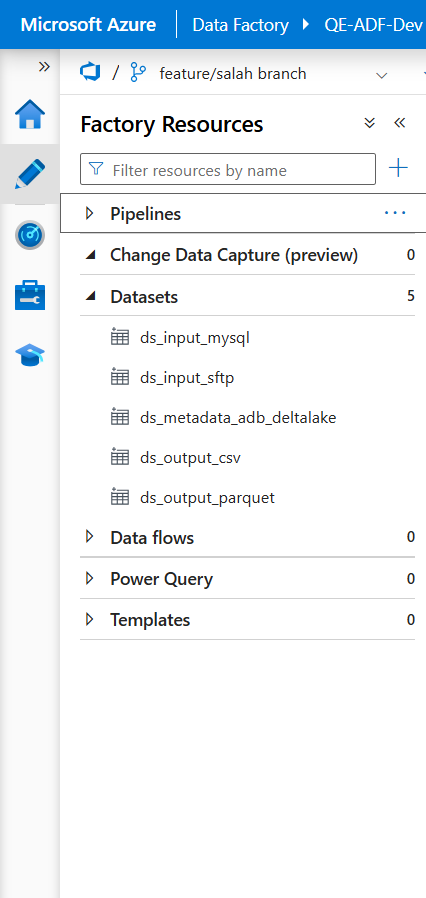 Microsoft Azure Data Factory QE-ADF-Dev
/ feature/salah branch
Factory Resources
Filter resources by name
Pipelines
Change Data Capture (preview) 0
Datasets 5
ds_input_mysql
ds_input_sftp
ds_metadata_adb_deltalake
ds_output_csv
ds_output_parquet
Data flows 0
Power Query 0
Templates 0